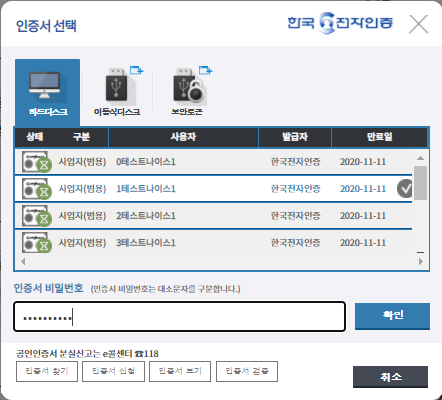 인증서 선택
한국전자인증
하드디스크 이동식디스크 보안토큰
상태 구분 사용자 발급자 만료일
사업자(범용) 0테스트나이스1 한국전자인증 2020-11-11
사업자(범용) 1테스트나이스1 한국전자인증 2020-11-11
사업자(범용) 2테스트나이스1 한국전자인증 2020-11-11
사업자(범용) 3테스트나이스1 한국전자인증 2020-11-11
인증서 비밀번호 (인증서 비밀번호는 대소문자를 구분합니다.)
••••••••••
확인
공인인증서 분실신고는 e콜센터 ☎118
인증서 찾기 인증서 신청 인증서 보기 인증서 검증
취소